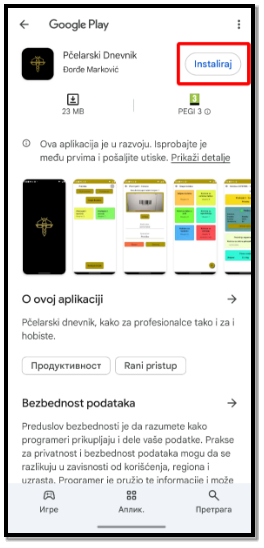 Google Play
Pčelarski Dnevnik
Đorđe Marković
Instaliraj
23 MB
3
PEGI 3
Ova aplikacija je u razvoju. Isprobajte je
među prvima i pošaljite utiske. Prikaži detalje
O ovoj aplikaciji
Pčelarski dnevnik, kako za profesionalce tako i za i
hobiste.
Продуктивност
Rani pristup
Bezbednost podataka
Preduslov bezbednosti je da razumete kako
programeri prikupljaju i dele vaše podatke. Prakse
za privatnost i bezbednost podataka mogu da se
razlikuju u zavisnosti od korišćenja, regiona i
uzrasta. Programer je pružio te informacije i može
Игре
Аплик.
Претрага